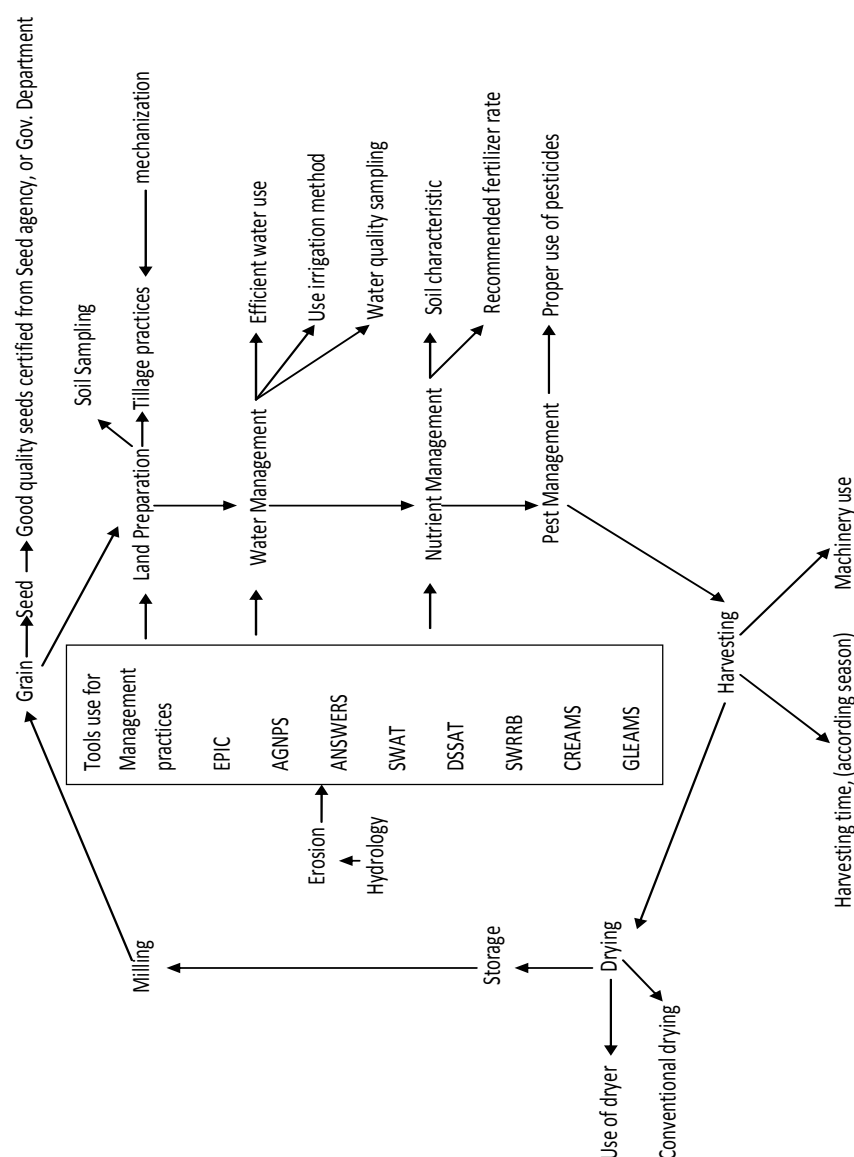 Grain
Seed
Good quality seeds certified from Seed agency, or Gov. Department
Soil Sampling
Milling
Land Preparation
Tillage practices
mechanization
Tools use for
Management
practices
EPIC
AGNPS
ANSWERS
SWAT
DSSAT
SWRRB
CREAMS
GLEAMS
Erosion
Hydrology
Water Management
Efficient water use
Use irrigation method
Water quality sampling
Nutrient Management
Soil characteristic
Recommended fertilizer rate
Pest Management
Proper use of pesticides
Storage
Drying
Use of dryer
Conventional drying
Harvesting
Harvesting time, (according season)
Machinery use